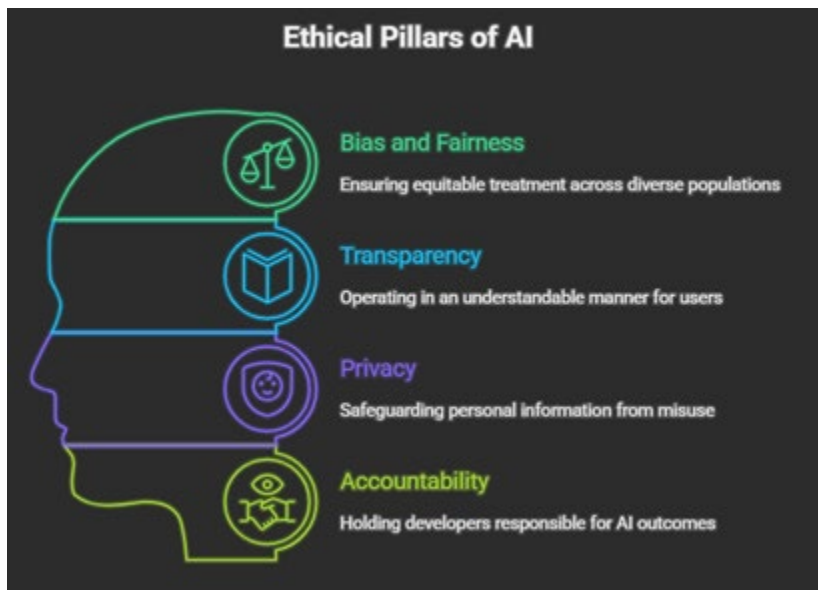 Ethical Pillars of AI
Bias and Fairness
Ensuring equitable treatment across diverse populations
Transparency
Operating in an understandable manner for users
Privacy
Safeguarding personal information from misuse
Accountability
Holding developers responsible for AI outcomes